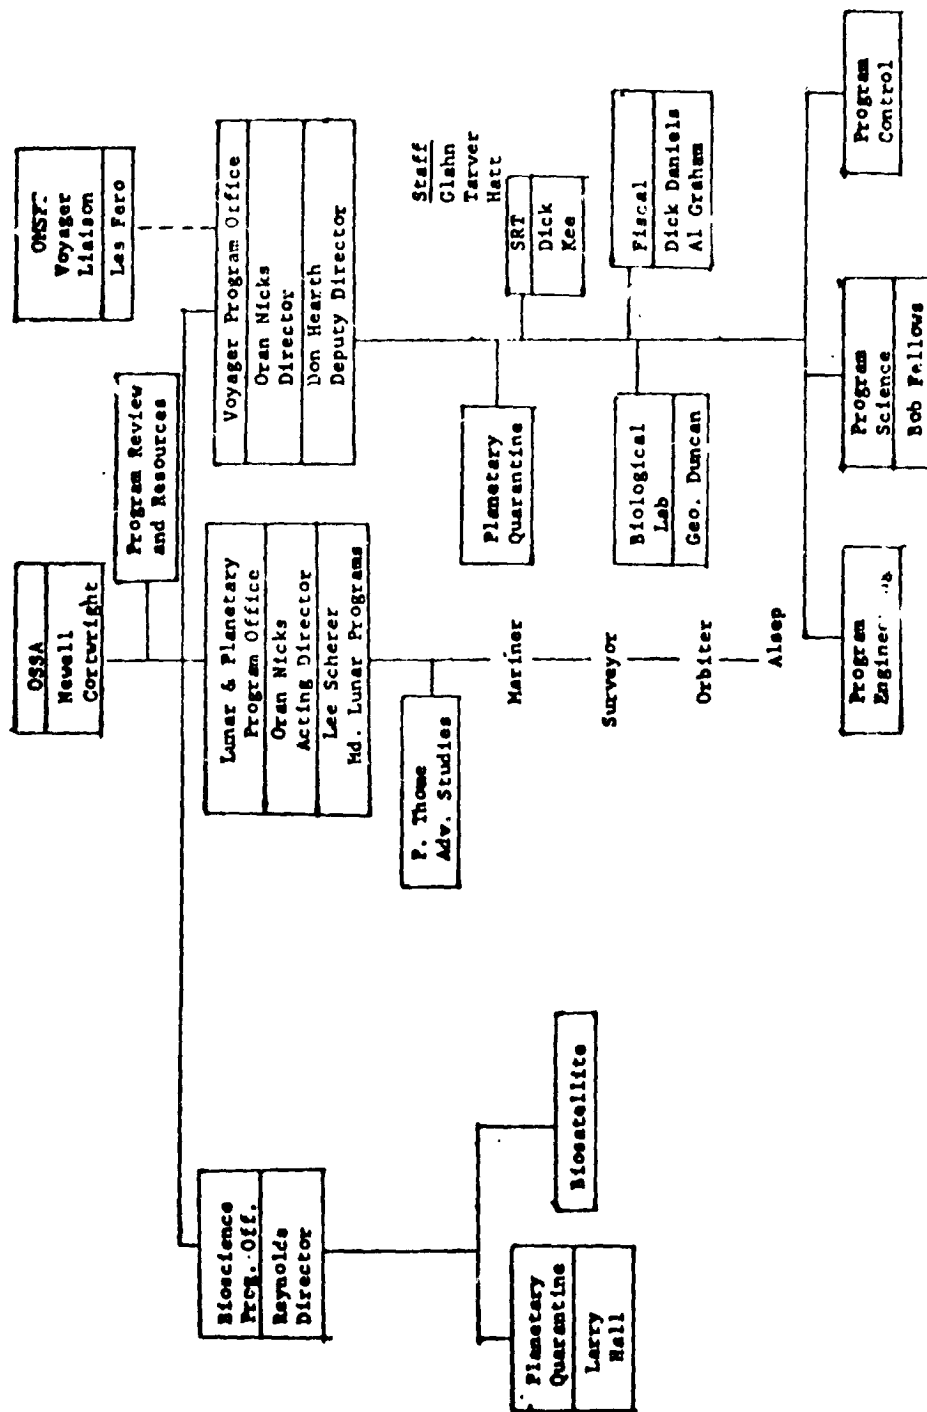 OSSA
Newell
Cortwright
Program Review
and Resources
Voyager
Liaison
Les Fero
Bioscience
Prog. Off.
Reynolds
Director
Lunar & Planetary
Program Office
Oran Nicks
Acting Director
Lee Scherer
Hd. Lunar Programs
Voyager Program Office
Oran Nicks
Director
Don Hearth
Deputy Director
P. Thome
Adv. Studies
Staff
Glahn
Tarver
Hatt
Planetary
Quarantine
SRT
Dick
Kee
Mariner
Surveyor
Orbiter
Alsep
Biological
Lab
Geo. Duncan
Fiscal
Dick Daniels
Al Graham
Planetary
Quarantine
Larry
Hall
Biosatellite
Program
Program
Science
Bob Fellows
Program
Control